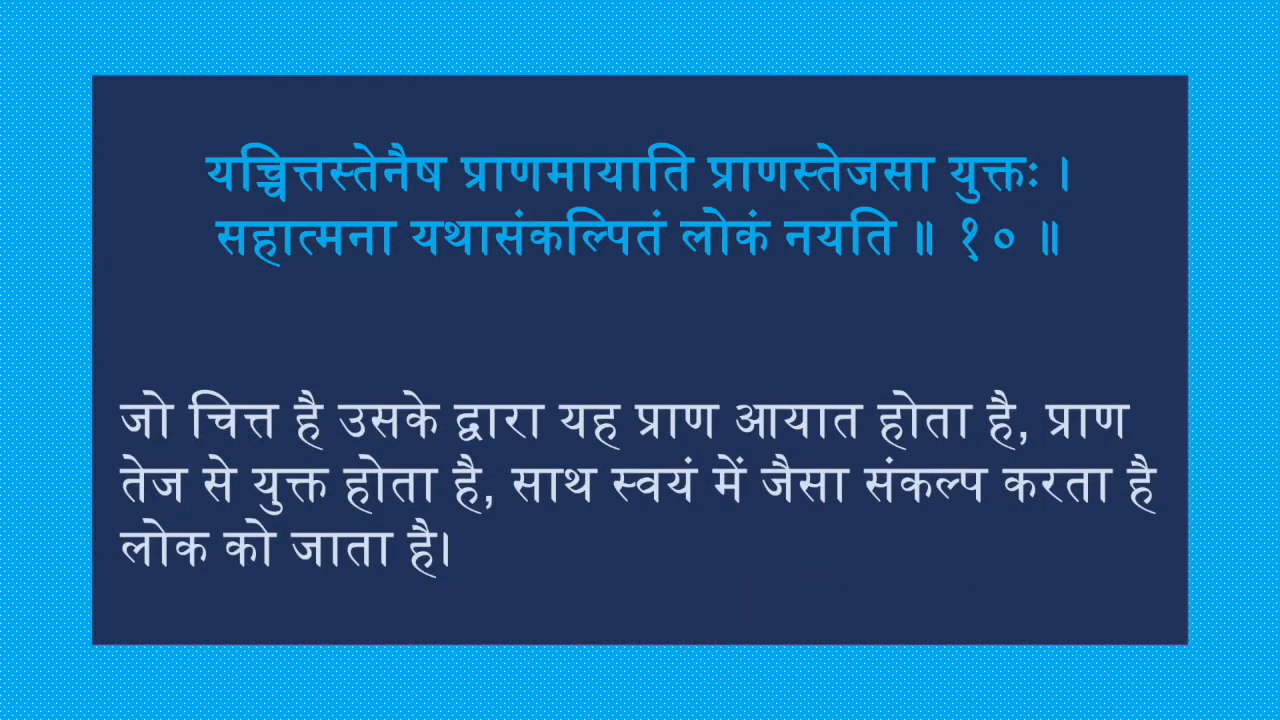 यच्चित्तस्तेनैष प्राणमायाति प्राणस्तेजसा युक्तः ।
सहात्मना यथासंकल्पितं लोकं नयति ॥ १० ॥
जो चित्त है उसके द्वारा यह प्राण आयात होता है, प्राण
तेज से युक्त होता है, साथ स्वयं में जैसा संकल्प करता है
लोक को जाता है।